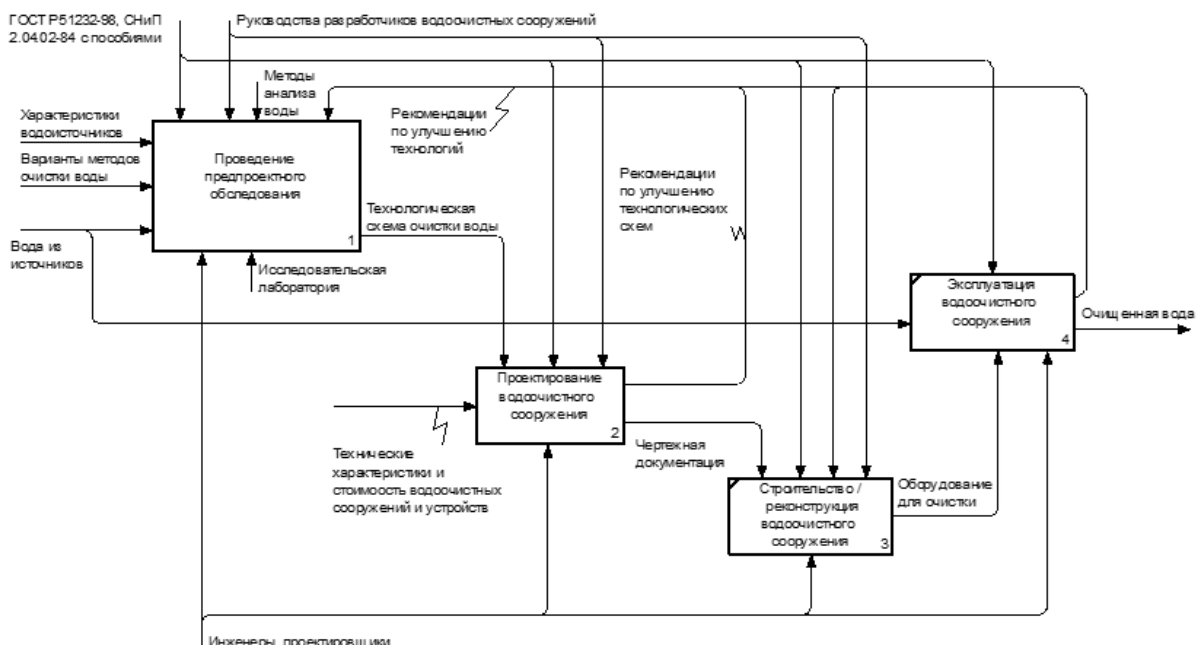 ГОСТ Р51232-98, СНиП
2.04.02-84 с пособиями
Руководства разработчиков водоочистных сооружений
Методы
анализа
воды
Характеристики
водоисточников
Варианты методов
очистки воды
Вода из
источников
Проведение
предпроектного
обследования
1
Рекомендации
по улучшению
технологий
Технологическая
схема очистки воды
Исследовательская
лаборатория
Рекомендации
по улучшению
технологических
схем
Эксплуатация
водоочистного
сооружения
4
Очищенная вода
Проектирование
водоочистного
сооружения
2
Технические
характеристики и
стоимость водоочистных
сооружений и устройств
Чертежная
документация
Строительство /
реконструкция
водоочистного
сооружения
3
Оборудование
для очистки
Инженеры, проектировщики